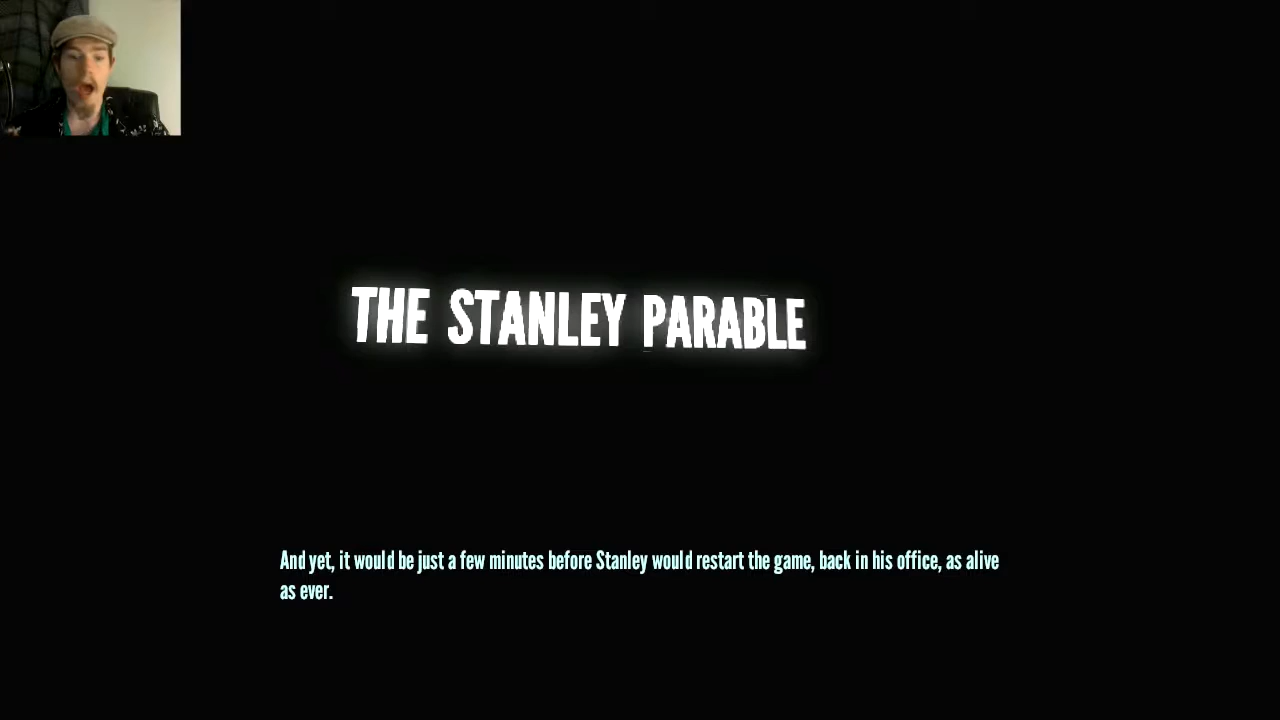 THE STANLEY PARABLE
And yet, it would be just a few minutes before Stanley would restart the game, back in his office, as alive
as ever.